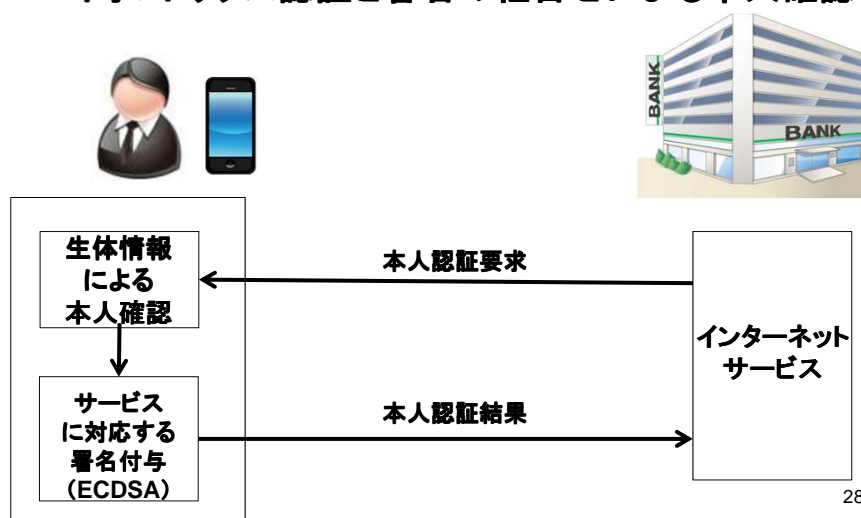 BANK
BANK
生体情報
による
本人確認
本人認証要求
インターネット
サービス
サービス
に対応する
署名付与
（ECDSA）
本人認証結果
28